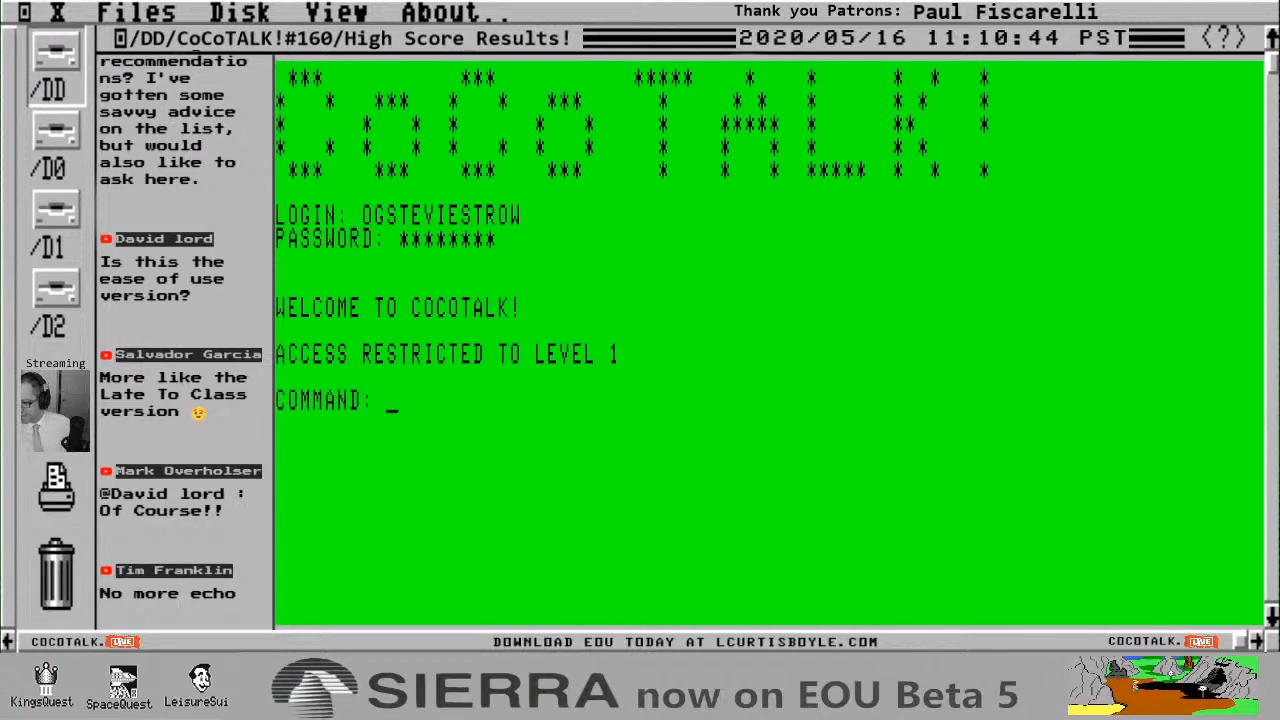 X Files Disk View About..
Thank you Patrons: Paul Fiscarelli
/DD/CoCoTALK!#160/High Score Results!
2020/05/16 11:10:44 PST
<?>
/DD
/D0
/D1
/D2
Streaming
recommendatio
ns? I've
gotten some
savvy advice
on the list,
but would
also like to
ask here.
David lord
Is this the
ease of use
version?
Salvador Garcia
More like the
Late To Class
version 😉
Mark Overholser
@David lord :
Of Course!!
Tim Franklin
No more echo
CoCoTALK!
LOGIN: OGSTEVIESTROW
PASSWORD: ********
WELCOME TO COCOTALK!
ACCESS RESTRICTED TO LEVEL 1
COMMAND: _
COCOTALK.LIVE
DOWNLOAD EOU TODAY AT LCURTISBOYLE.COM
COCOTALK.LIVE
KingsQuest
SpaceQuest
LeisureSui
SIERRA now on EOU Beta 5